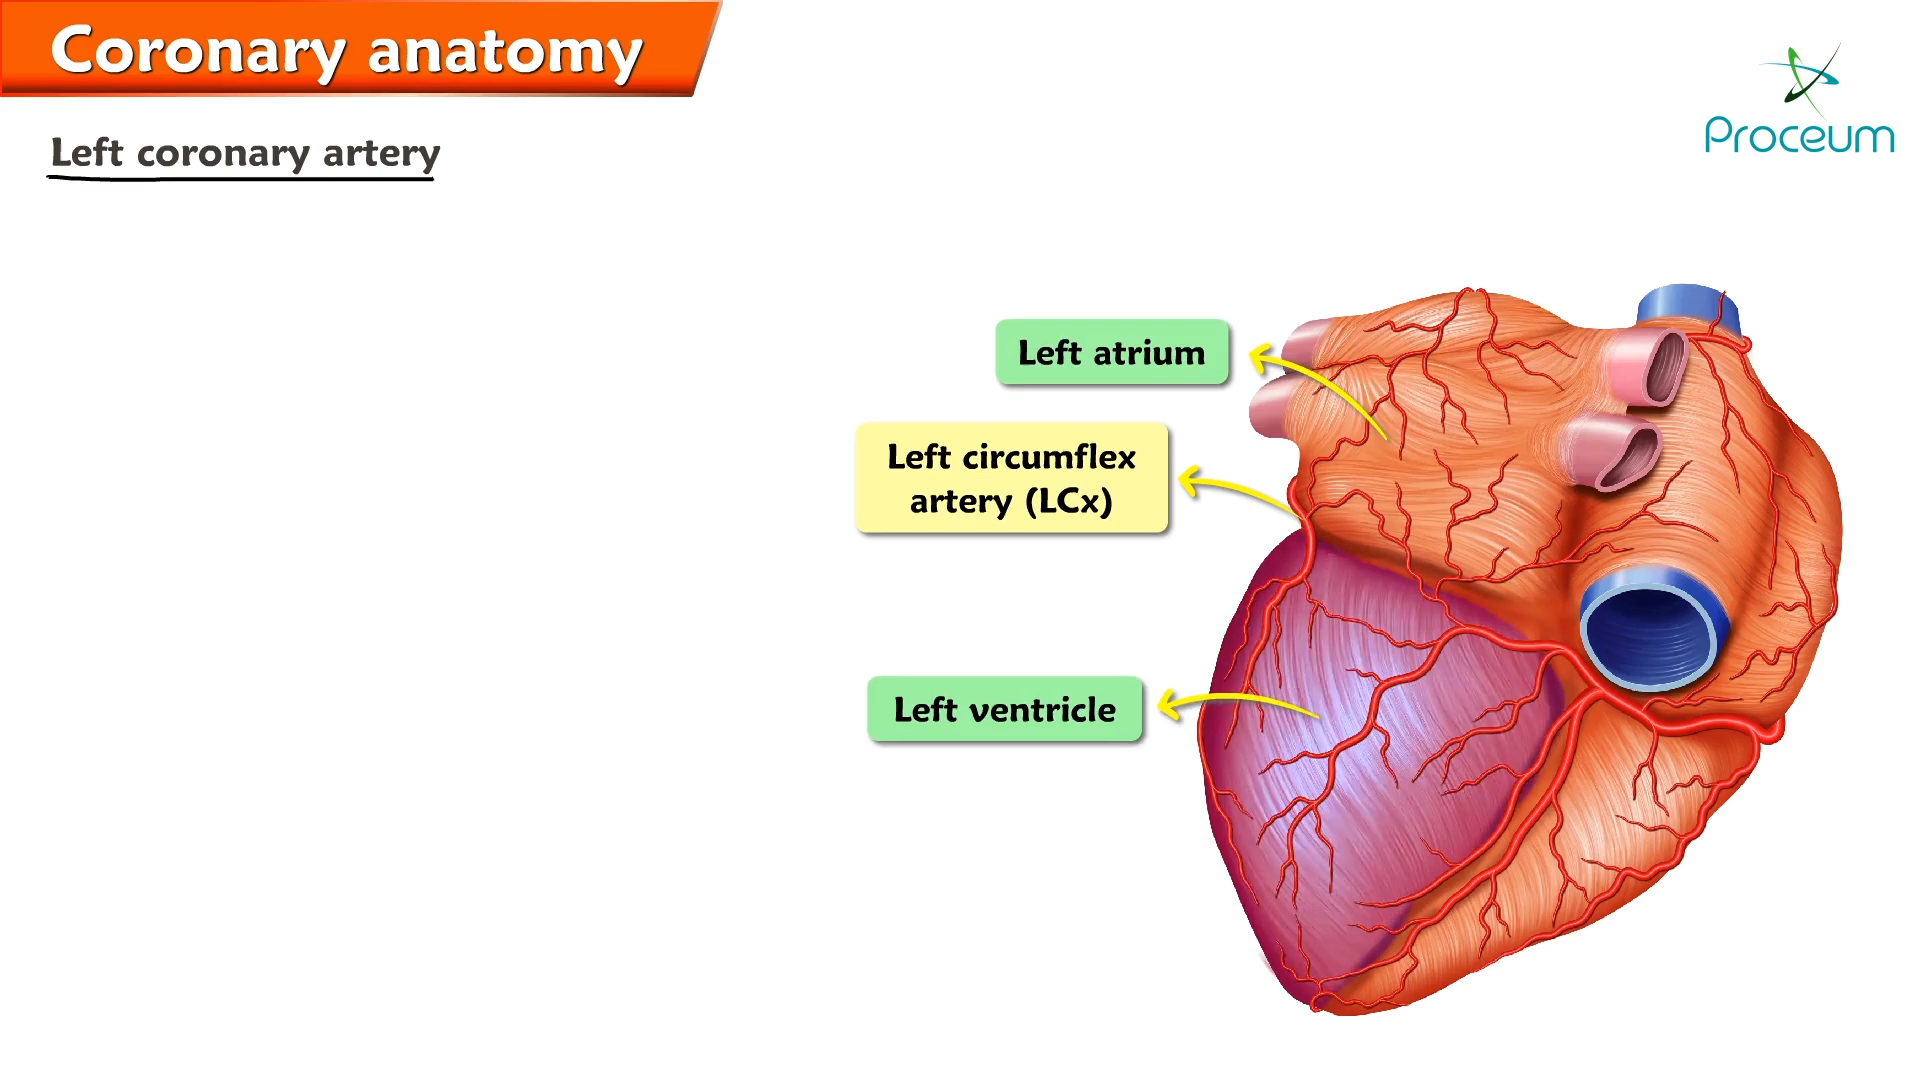 Coronary anatomy
Proceum
Left coronary artery
Left atrium
Left circumflex
artery (LCx)
Left ventricle